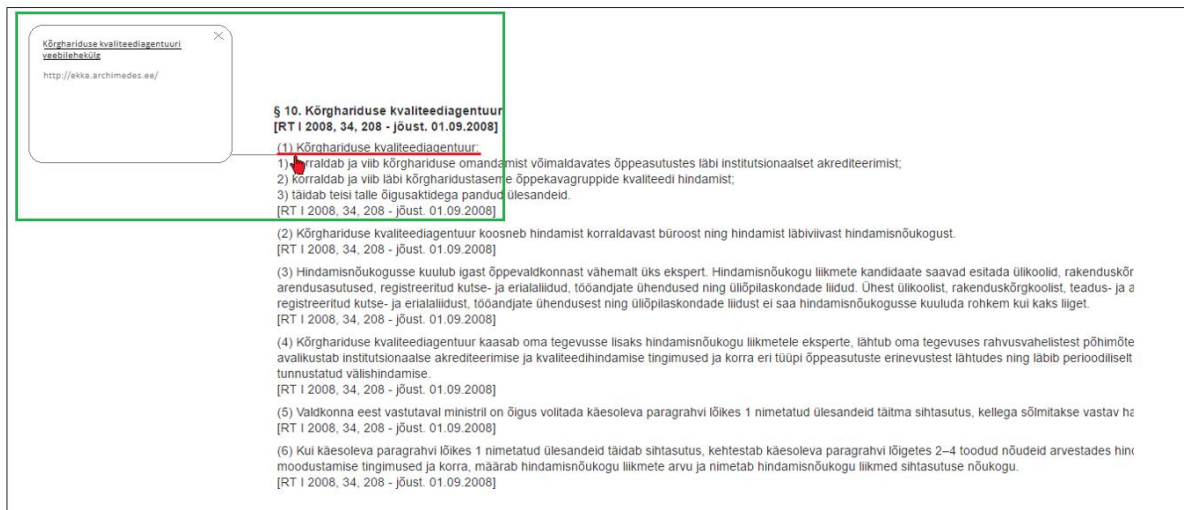 Kõrghariduse kvaliteediagentuuri
veebilehekülg
http://ekka.archimedes.ee/
§ 10. Kõrghariduse kvaliteediagentuur
[RT I 2008, 34, 208 - jõust. 01.09.2008]
(1) Kõrghariduse kvaliteediagentuur:
1) korraldab ja viib kõrghariduse omandamist võimaldavates õppeasutustes läbi institutsionaalset akrediteerimist;
2) korraldab ja viib läbi kõrgharidustaseme õppekavagruppide kvaliteedi hindamist;
3) täidab teisi talle õigusaktidega pandud ülesandeid.
[RT I 2008, 34, 208 - jõust. 01.09.2008]
(2) Kõrghariduse kvaliteediagentuur koosneb hindamist korraldavast büroost ning hindamist läbiviivast hindamisnõukogust.
[RT I 2008, 34, 208 - jõust. 01.09.2008]
(3) Hindamisnõukogusse kuulub igast õppevaldkonnast vähemalt üks ekspert. Hindamisnõukogu liikmete kandidaate saavad esitada ülikoolid, rakenduskõr
arendusasutused, registreeritud kutse- ja erialaliidud, tööandjate ühendused ning üliõpilaskondade liidud. Ühest ülikoolist, rakenduskõrgkoolist, teadus- ja a
registreeritud kutse- ja erialaliidust, tööandjate ühendusest ning üliõpilaskondade liidust ei saa hindamisnõukogusse kuuluda rohkem kui kaks liiget.
[RT I 2008, 34, 208 - jõust. 01.09.2008]
(4) Kõrghariduse kvaliteediagentuur kaasab oma tegevusse lisaks hindamisnõukogu liikmetele eksperte, lähtub oma tegevuses rahvusvahelistest põhimõte
avalikustab institutsionaalse akrediteerimise ja kvaliteedihindamise tingimused ja korra eri tüüpi õppeasutuste erinevustest lähtudes ning läbib perioodiliselt
tunnustatud välishindamise.
[RT I 2008, 34, 208 - jõust. 01.09.2008]
(5) Valdkonna eest vastutaval ministril on õigus volitada käesoleva paragrahvi lõikes 1 nimetatud ülesandeid täitma sihtasutus, kellega sõlmitakse vastav ha
[RT I 2008, 34, 208 - jõust. 01.09.2008]
(6) Kui käesoleva paragrahvi lõikes 1 nimetatud ülesandeid täidab sihtasutus, kehtestab käesoleva paragrahvi lõigetes 2–4 toodud nõudeid arvestades hind
moodustamise tingimused ja korra, määrab hindamisnõukogu liikmete arvu ja nimetab hindamisnõukogu liikmed sihtasutuse nõukogu.
[RT I 2008, 34, 208 - jõust. 01.09.2008]